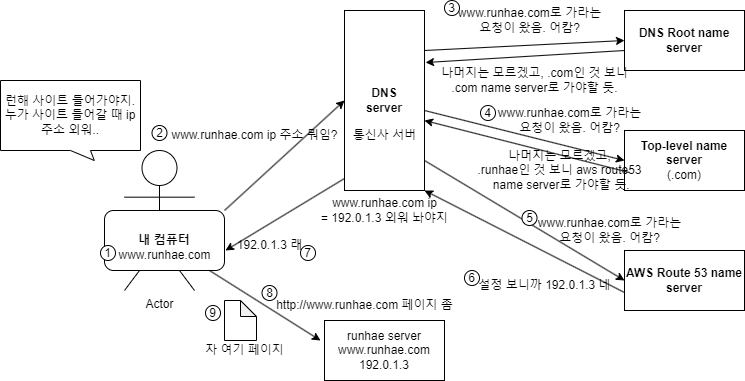 런해 사이트 들어가야지.
누가 사이트 들어갈 때 ip
주소 외워..
② www.runhae.com ip 주소 뭐임?
내 컴퓨터
① www.runhae.com
Actor
DNS
server
통신사 서버
www.runhae.com ip
= 192.0.1.3 외워 놔야지
③ www.runhae.com로 가라는
요청이 왔음. 어캄?
DNS Root name
server
나머지는 모르겠고, .com인 것 보니
.com name server로 가야할 듯.
④ www.runhae.com로 가라는
요청이 왔음. 어캄?
Top-level name
server
(.com)
나머지는 모르겠고,
.runhae인 것 보니 aws route53
name server로 가야할 듯.
⑤ www.runhae.com로 가라는
요청이 왔음. 어캄?
AWS Route 53 name
server
⑥ 설정 보니까 192.0.1.3 네
192.0.1.3 래 ⑦
⑧ http://www.runhae.com 페이지 좀
⑨
자 여기 페이지
runhae server
www.runhae.com
192.0.1.3